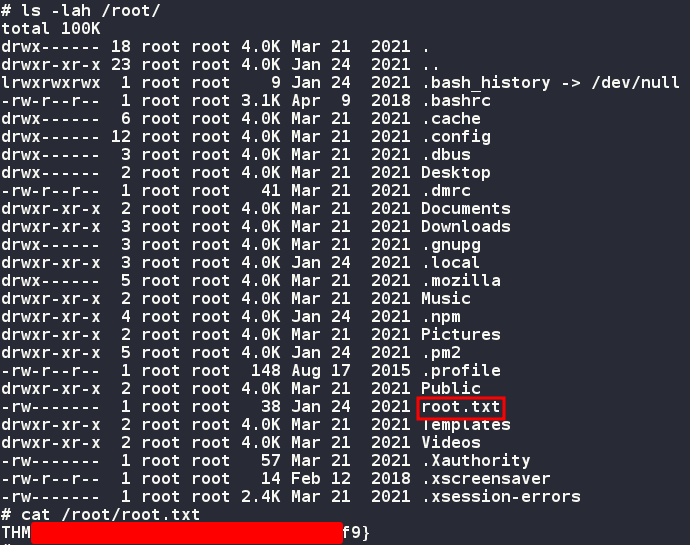 # ls -lah /root/
total 100K
drwx------ 18 root root 4.0K Mar 21  2021 .
drwxr-xr-x 23 root root 4.0K Jan 24  2021 ..
lrwxrwxrwx  1 root root    9 Jan 24  2021 .bash_history -> /dev/null
-rw-r--r--  1 root root 3.1K Apr  9  2018 .bashrc
drwx------  6 root root 4.0K Mar 21  2021 .cache
drwx------ 12 root root 4.0K Mar 21  2021 .config
drwx------  3 root root 4.0K Mar 21  2021 .dbus
drwx------  2 root root 4.0K Mar 21  2021 Desktop
-rw-r--r--  1 root root   41 Mar 21  2021 .dmrc
drwxr-xr-x  2 root root 4.0K Mar 21  2021 Documents
drwxr-xr-x  3 root root 4.0K Mar 21  2021 Downloads
drwx------  3 root root 4.0K Mar 21  2021 .gnupg
drwxr-xr-x  3 root root 4.0K Jan 24  2021 .local
drwx------  5 root root 4.0K Mar 21  2021 .mozilla
drwxr-xr-x  2 root root 4.0K Mar 21  2021 Music
drwxr-xr-x  4 root root 4.0K Jan 24  2021 .npm
drwxr-xr-x  2 root root 4.0K Mar 21  2021 Pictures
drwxr-xr-x  5 root root 4.0K Jan 24  2021 .pm2
-rw-r--r--  1 root root  148 Aug 17  2015 .profile
drwxr-xr-x  2 root root 4.0K Mar 21  2021 Public
-rw-------  1 root root   38 Jan 24  2021 root.txt
drwxr-xr-x  2 root root 4.0K Mar 21  2021 Templates
drwxr-xr-x  2 root root 4.0K Mar 21  2021 Videos
-rw-------  1 root root   57 Mar 21  2021 .Xauthority
-rw-r--r--  1 root root   14 Feb 12  2018 .xscreensaver
-rw-------  1 root root 2.4K Mar 21  2021 .xsession-errors
# cat /root/root.txt
THM f9}